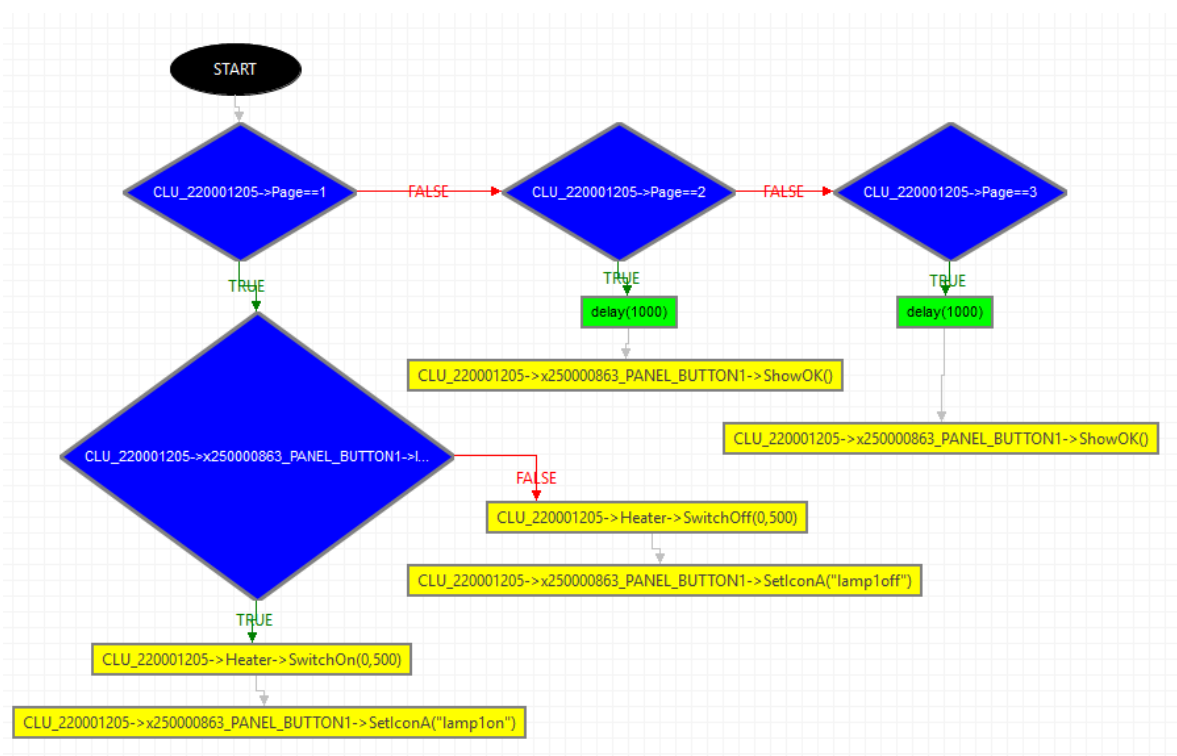 START
CLU_220001205->Page==1
FALSE
CLU_220001205->Page==2
FALSE
CLU_220001205->Page==3
TRUE
TRUE
TRUE
delay(1000)
delay(1000)
CLU_220001205->x250000863_PANEL_BUTTON1->ShowOK()
CLU_220001205->x250000863_PANEL_BUTTON1->ShowOK()
CLU_220001205->x250000863_PANEL_BUTTON1->I...
FALSE
CLU_220001205->Heater->SwitchOff(0,500)
CLU_220001205->x250000863_PANEL_BUTTON1->SetIconA("lamp1off")
TRUE
CLU_220001205->Heater->SwitchOn(0,500)
CLU_220001205->x250000863_PANEL_BUTTON1->SetIconA("lamp1on")